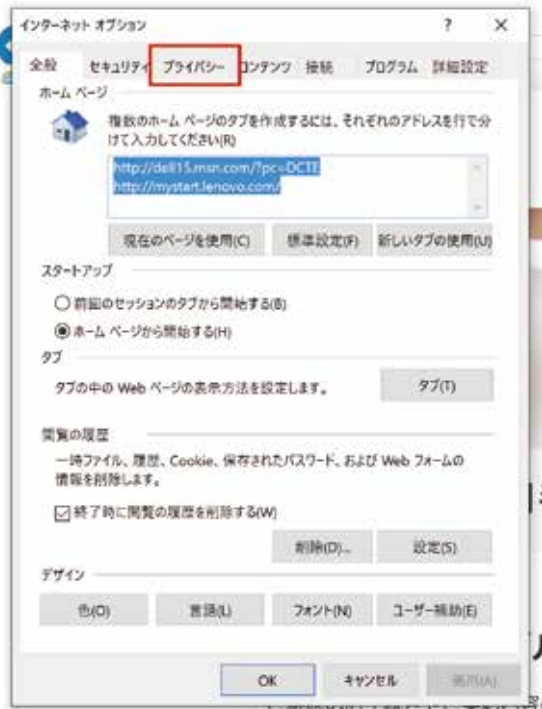 インターネット オプション
?
×
全般 セキュリティ プライバシー コンテンツ 接続 プログラム 詳細設定
ホーム ページ
複数のホーム ページのタブを作成するには、それぞれのアドレスを行で分
けて入力してください(R)
http://dell15.msn.com/?pc=DCTE
http://mystart.lenovo.com/
現在のページを使用(C) 標準設定(F) 新しいタブの使用(U)
スタートアップ
前回のセッションのタブから開始する(B)
ホーム ページから開始する(H)
タブ
タブの中の Web ページの表示方法を設定します。 タブ(T)
閲覧の履歴
一時ファイル、履歴、Cookie、保存されたパスワード、および Web フォームの
情報を削除します。
終了時に閲覧の履歴を削除する(W)
削除(D)... 設定(S)
デザイン
色(O) 言語(L) フォント(N) ユーザー補助(E)
OK キャンセル 適用(A)